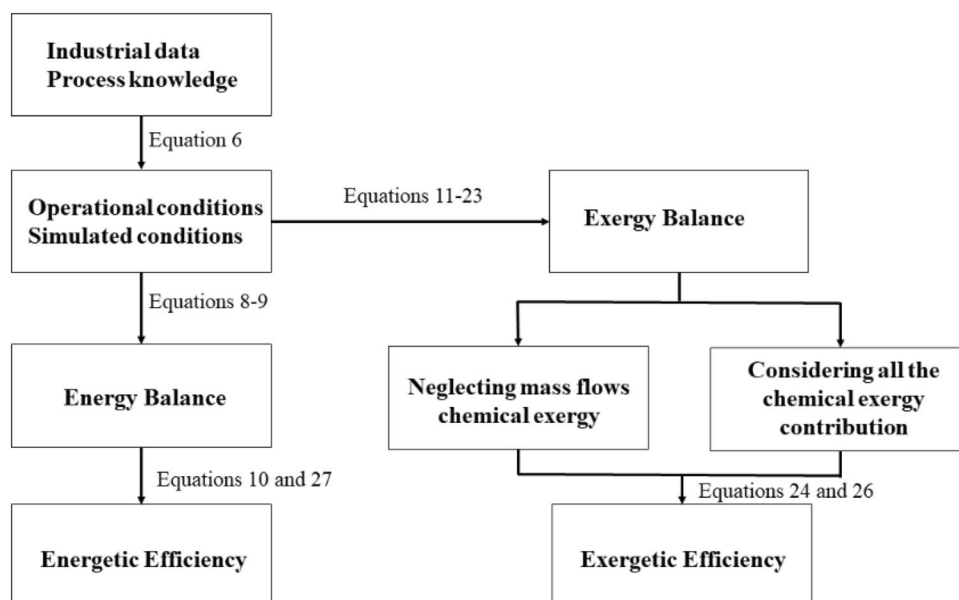 Industrial data
Process knowledge
Equation 6
Operational conditions
Simulated conditions
Equations 11-23
Exergy Balance
Equations 8-9
Energy Balance
Neglecting mass flows
chemical exergy
Considering all the
chemical exergy
contribution
Equations 10 and 27
Equations 24 and 26
Energetic Efficiency
Exergetic Efficiency